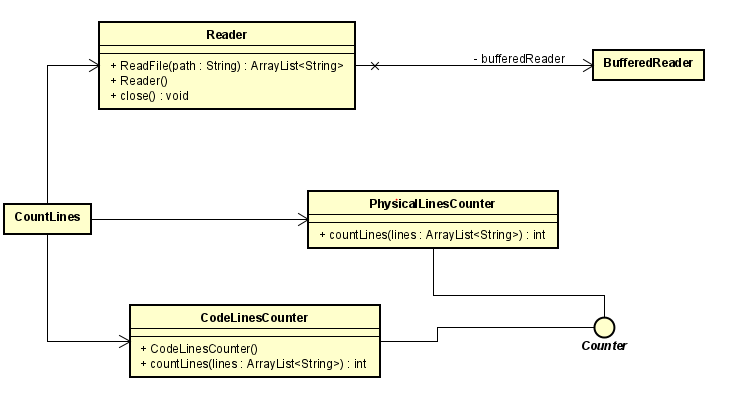 Reader
+ ReadFile(path : String) : ArrayList<String>
+ Reader()
+ close() : void
- bufferedReader
BufferedReader
CountLines
PhysicalLinesCounter
+ countLines(lines : ArrayList<String>) : int
CodeLinesCounter
+ CodeLinesCounter()
+ countLines(lines : ArrayList<String>) : int
Counter